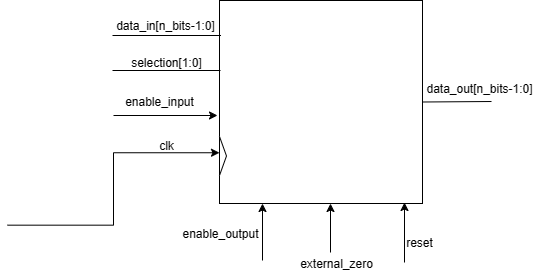 data_in[n_bits-1:0]
selection[1:0]
data_out[n_bits-1:0]
enable_input
clk
enable_output
reset
external_zero